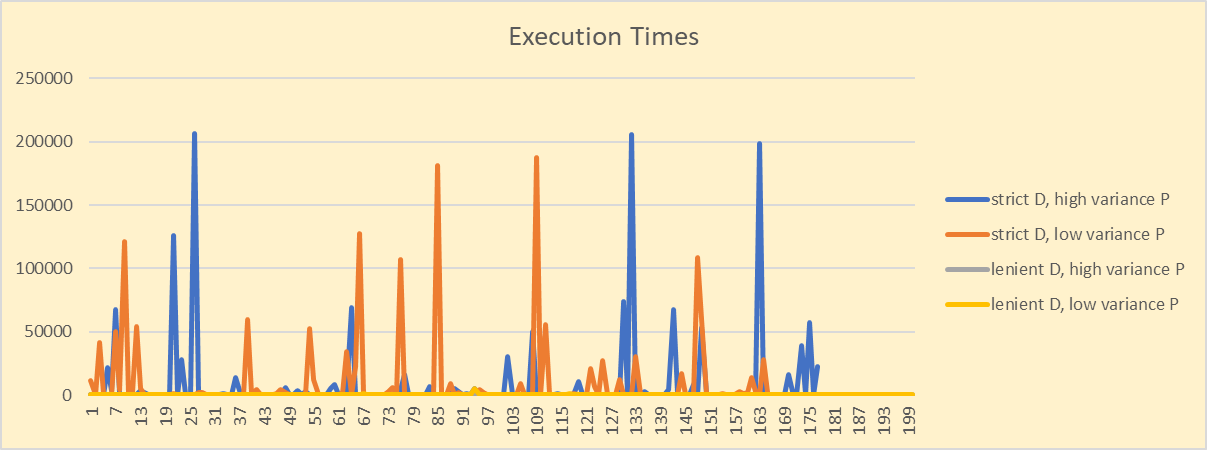 Execution Times
250000
200000
150000
100000
50000
0
1 7 13 19 25 31 37 43 49 55 61 67 73 79 85 91 97 103 109 115 121 127 133 139 145 151 157 163 169 175 181 187 193 199
strict D, high variance P
strict D, low variance P
lenient D, high variance P
lenient D, low variance P